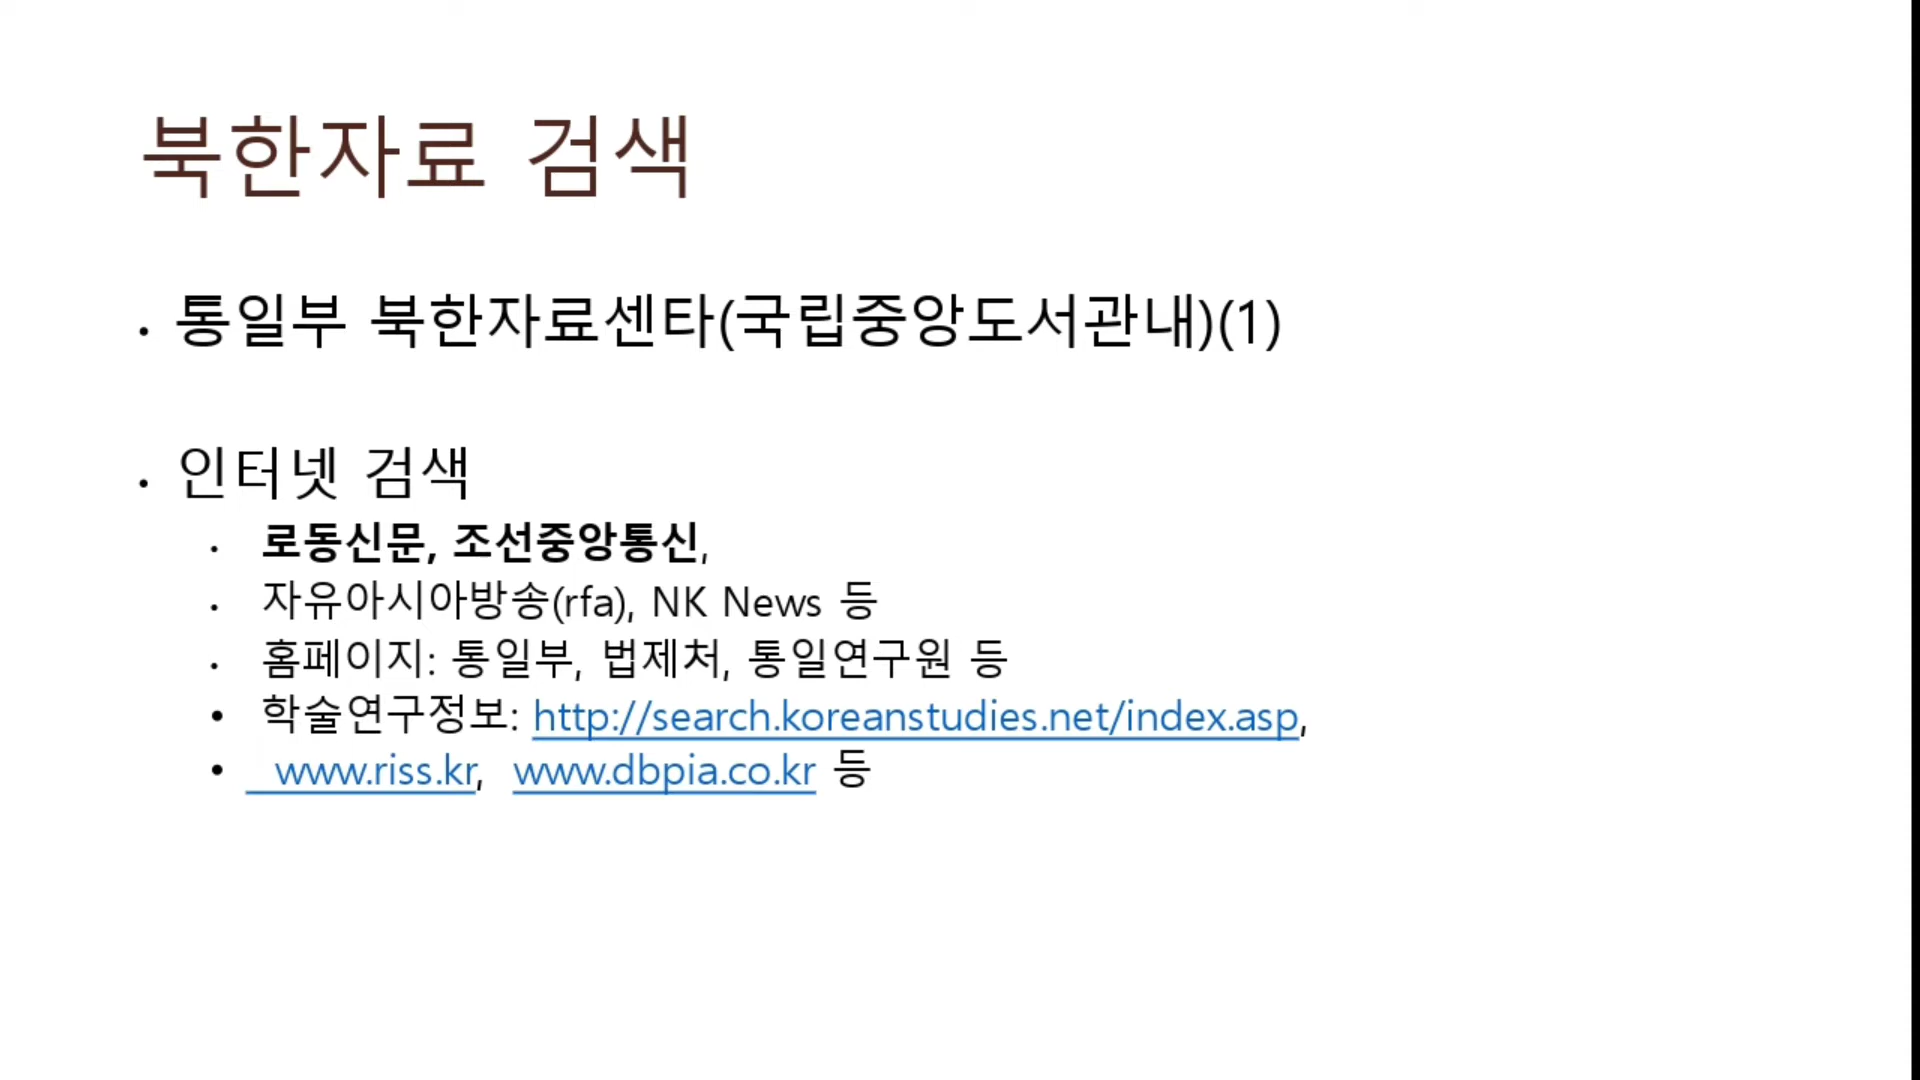 북한자료 검색
• 통일부 북한자료센타(국립중앙도서관내)(1)
• 인터넷 검색
• 로동신문, 조선중앙통신,
• 자유아시아방송(rfa), NK News 등
• 홈페이지: 통일부, 법제처, 통일연구원 등
• 학술연구정보: http://search.koreanstudies.net/index.asp,
• www.riss.kr, www.dbpia.co.kr 등